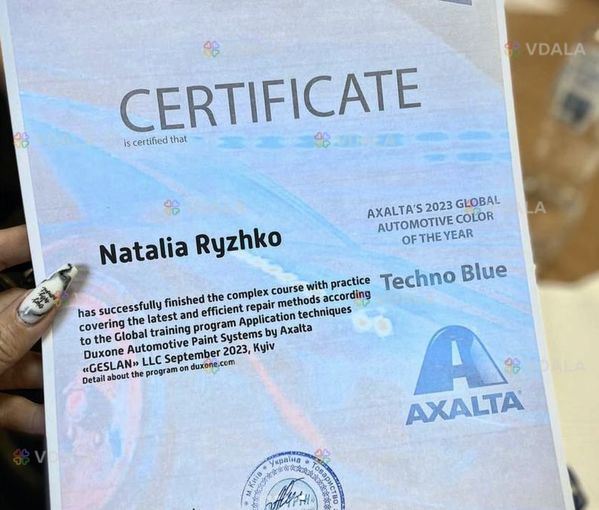 VDALA
CERTIFICATE
is certified that
Natalia Ryzhko
AXALTA'S 2023 GLOBAL
AUTOMOTIVE COLOR
OF THE YEAR
Techno Blue
has successfully finished the complex course with practice
covering the latest and efficient repair methods according
to the Global training program Application techniques
Duxone Automotive Paint Systems by Axalta
«GESLAN» LLC September 2023, Kyiv
Detail about the program on duxone.com
AXALTA
м.Київ * Україна * Товариство